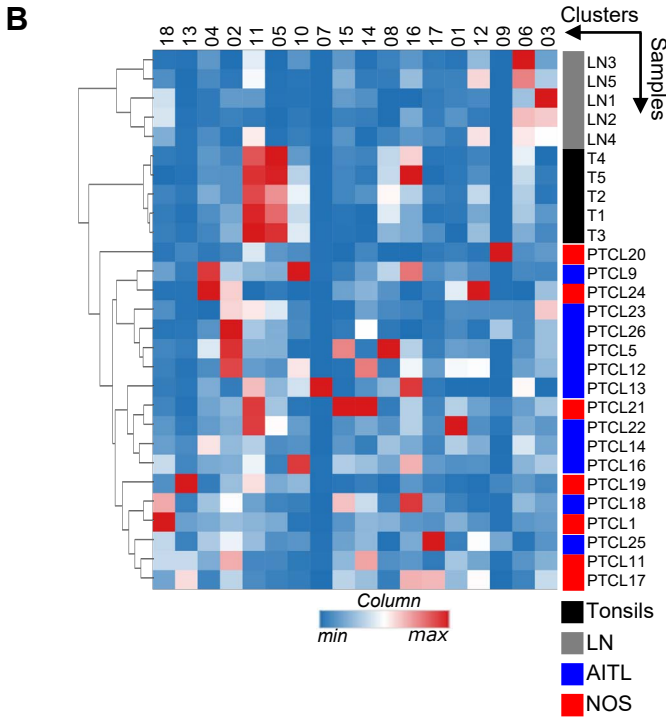 B
Clusters
18 13 04 02 11 05 10 07 15 14 08 16 17 01 12 09 06 03
Samples
LN3
LN5
LN1
LN2
LN4
T4
T5
T2
T1
T3
PTCL20
PTCL9
PTCL24
PTCL23
PTCL26
PTCL5
PTCL12
PTCL13
PTCL21
PTCL22
PTCL14
PTCL16
PTCL19
PTCL18
PTCL1
PTCL25
PTCL11
PTCL17
Column
min max
Tonsils
LN
AITL
NOS